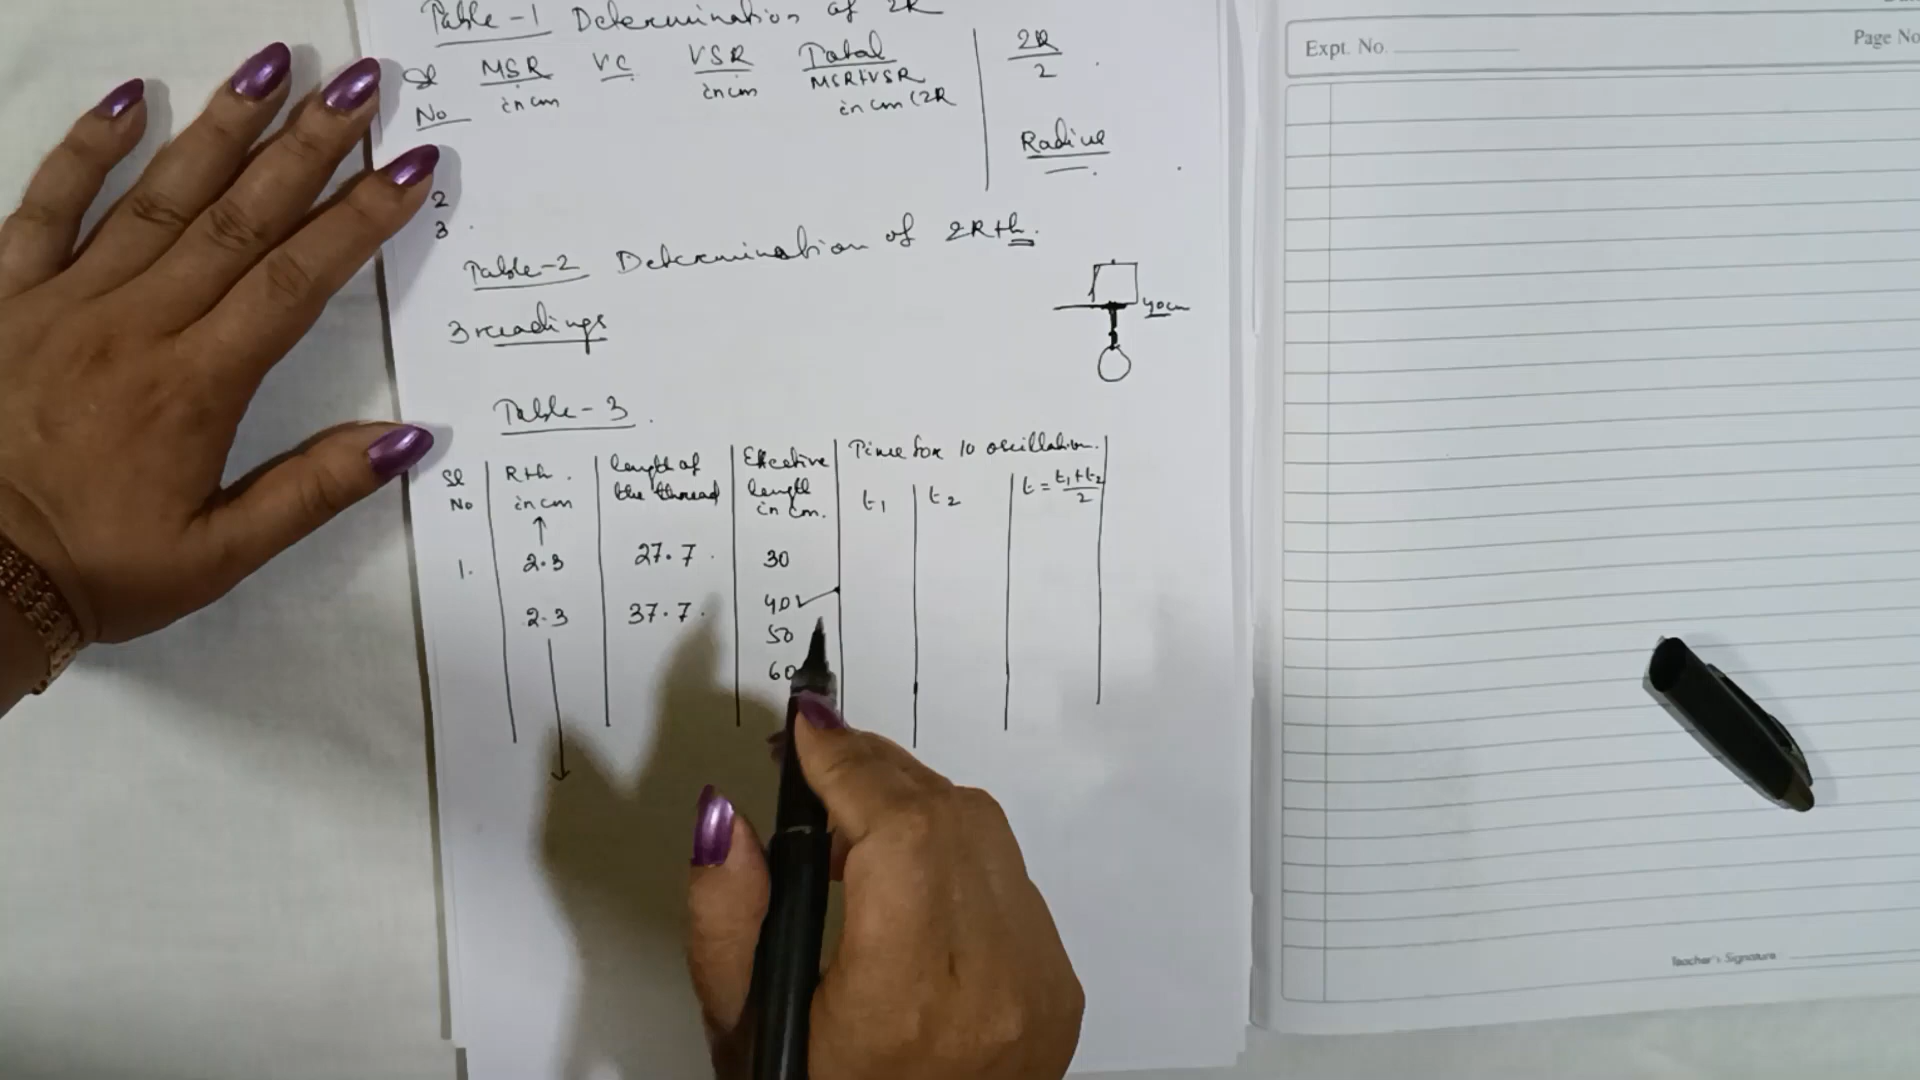 Table-1 Determination of 2R
Sl No MSR in cm VC VSR in cm Total MSR+VSR in cm (2R 2R/2
Radius
2
3
Table-2 Determination of 2R+h.
3 readings
40cm
Table-3
Sl No R+h. in cm length of the thread Effective length in cm. Time for 10 oscillation.
t1 t2 t = t1+t2/2
1. 2.3 27.7 30
2.3 37.7 40
50
60
Expt. No.
Page No
Teacher's Signature